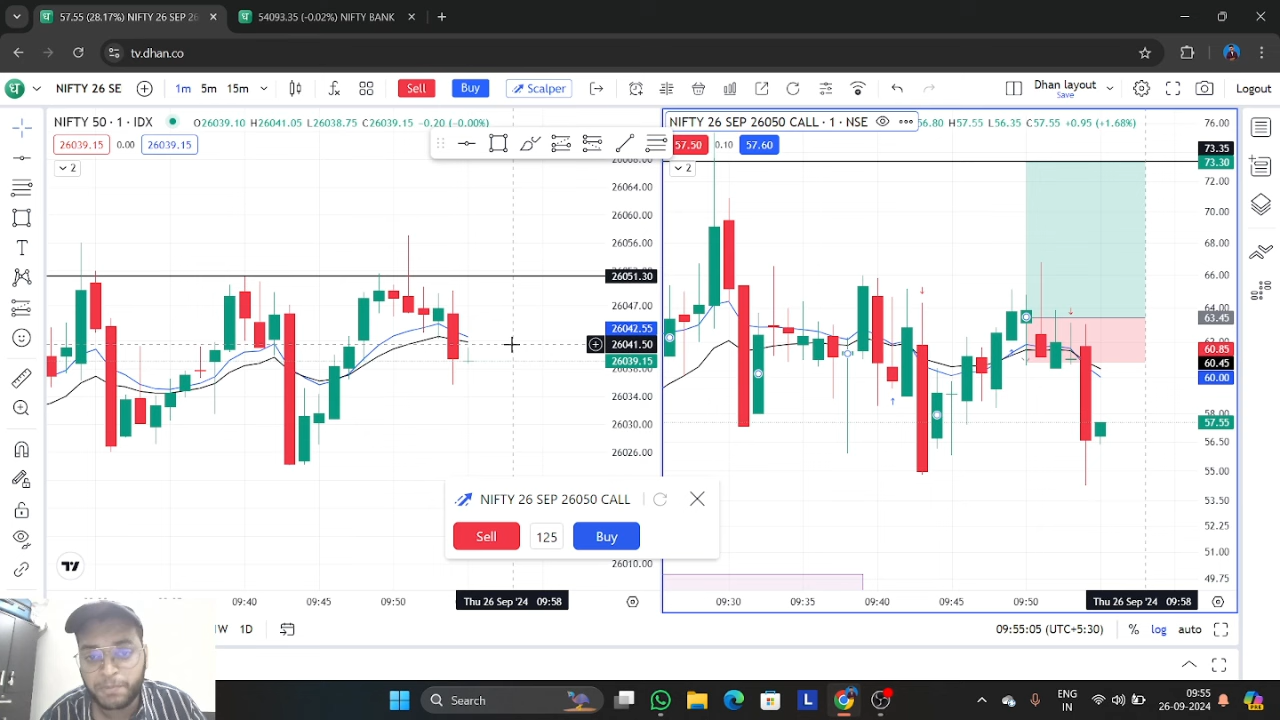 57.55 (28.17%) NIFTY 26 SEP 26
54093.35 (-0.02%) NIFTY BANK
tv.dhan.co
NIFTY 26 SE
1m 5m 15m
Sell
Buy
Scalper
Dhan layout
Save
Logout
NIFTY 50 · 1 · IDX O26039.10 H26041.05 L26038.75 C26039.15 -0.20 (-0.00%)
26039.15 0.00 26039.15
2
26064.00
26060.00
26056.00
26051.30
26047.00
26042.55
26041.50
26039.15
26034.00
26030.00
26026.00
26010.00
09:40 09:45 09:50 Thu 26 Sep '24 09:58
NIFTY 26 SEP 26050 CALL · 1 · NSE 56.80 H57.55 L56.35 C57.55 +0.95 (+1.68%)
57.50 0.10 57.60
2
76.00
73.35
73.30
72.00
70.00
68.00
66.00
64.00
63.45
60.85
60.45
60.00
58.00
57.55
56.50
55.00
53.50
52.25
51.00
49.75
09:30 09:35 09:40 09:45 09:50 Thu 26 Sep '24 09:58
NIFTY 26 SEP 26050 CALL
Sell 125 Buy
1D
09:55:05 (UTC+5:30) % log auto
Search
ENG
IN
09:55
26-09-2024